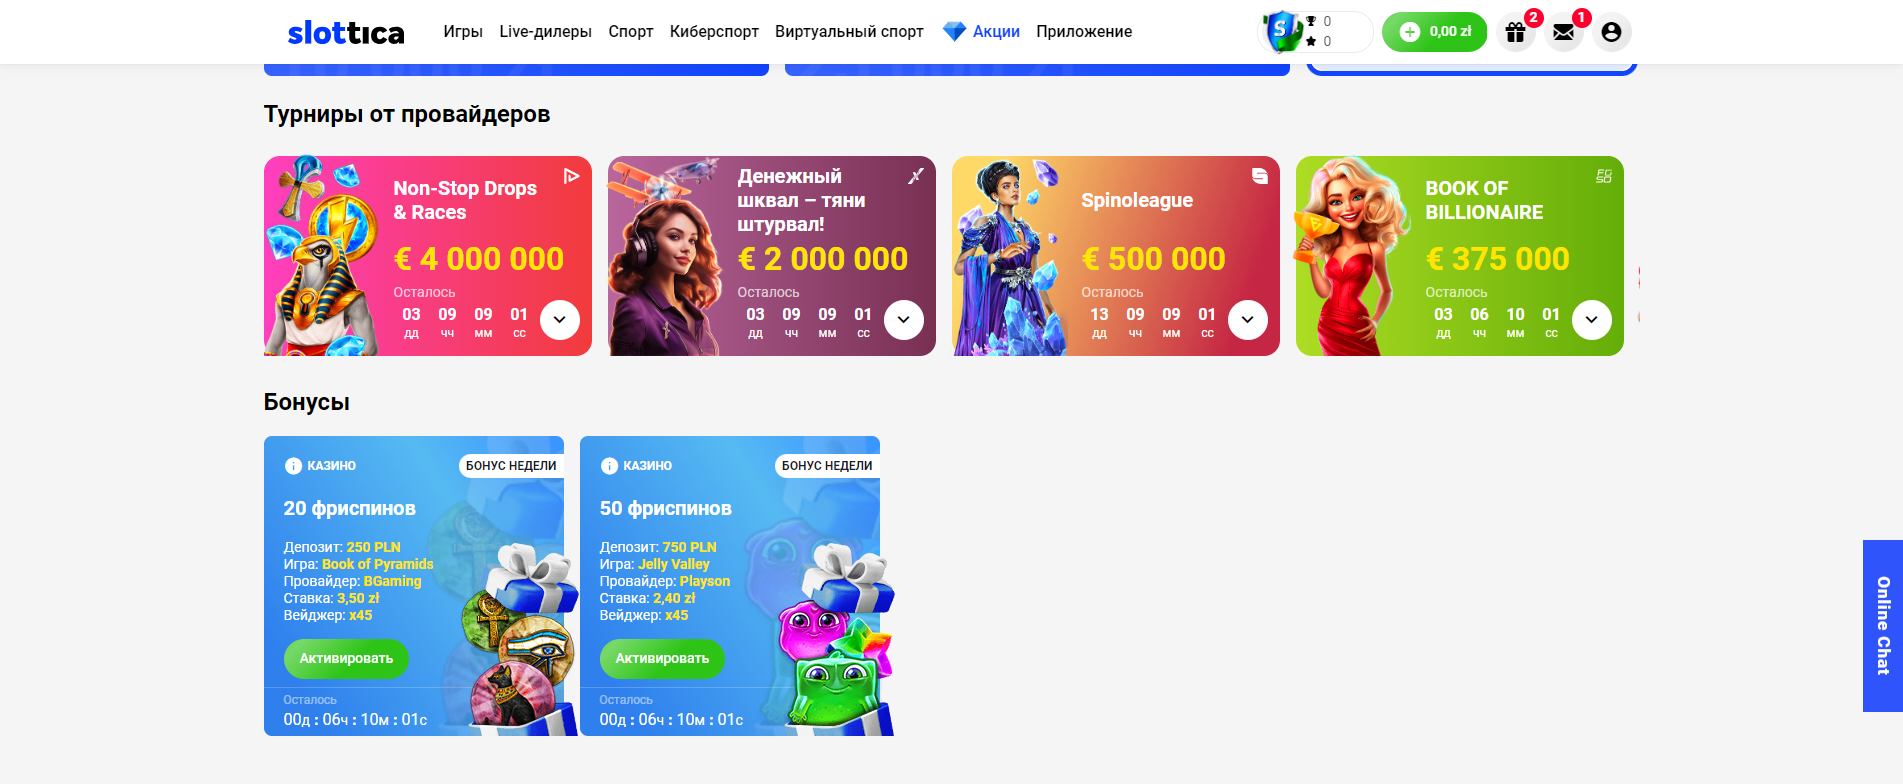 slottica
Игры Live-дилеры Спорт Киберспорт Виртуальный спорт Акции Приложение
0
0
0,00 zł
2
1
Турниры от провайдеров
Non-Stop Drops
& Races
€ 4 000 000
Осталось
03 09 09 01
дд чч мм сс
Денежный
шквал – тяни
штурвал!
€ 2 000 000
Осталось
03 09 09 01
дд чч мм сс
Spinoleague
€ 500 000
Осталось
13 09 09 01
дд чч мм сс
BOOK OF
BILLIONAIRE
€ 375 000
Осталось
03 06 10 01
дд чч мм сс
Бонусы
КАЗИНО
БОНУС НЕДЕЛИ
20 фриспинов
Депозит: 250 PLN
Игра: Book of Pyramids
Провайдер: BGaming
Ставка: 3,50 zł
Вейджер: x45
Активировать
Осталось
00д : 06ч : 10м : 01с
КАЗИНО
БОНУС НЕДЕЛИ
50 фриспинов
Депозит: 750 PLN
Игра: Jelly Valley
Провайдер: Playson
Ставка: 2,40 zł
Вейджер: x45
Активировать
Осталось
00д : 06ч : 10м : 01с
Online Chat